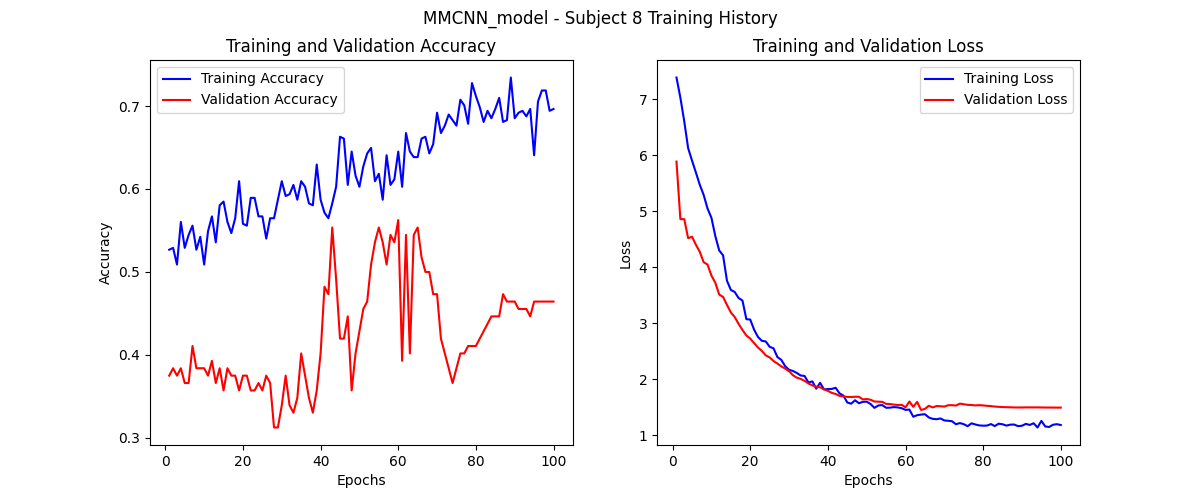 MMCNN_model - Subject 8 Training History
Training and Validation Accuracy
Training Accuracy
Validation Accuracy
0.7
0.6
0.5
0.4
0.3
Accuracy
0 20 40 60 80 100
Epochs
Training and Validation Loss
Training Loss
Validation Loss
7
6
5
4
3
2
1
Loss
0 20 40 60 80 100
Epochs